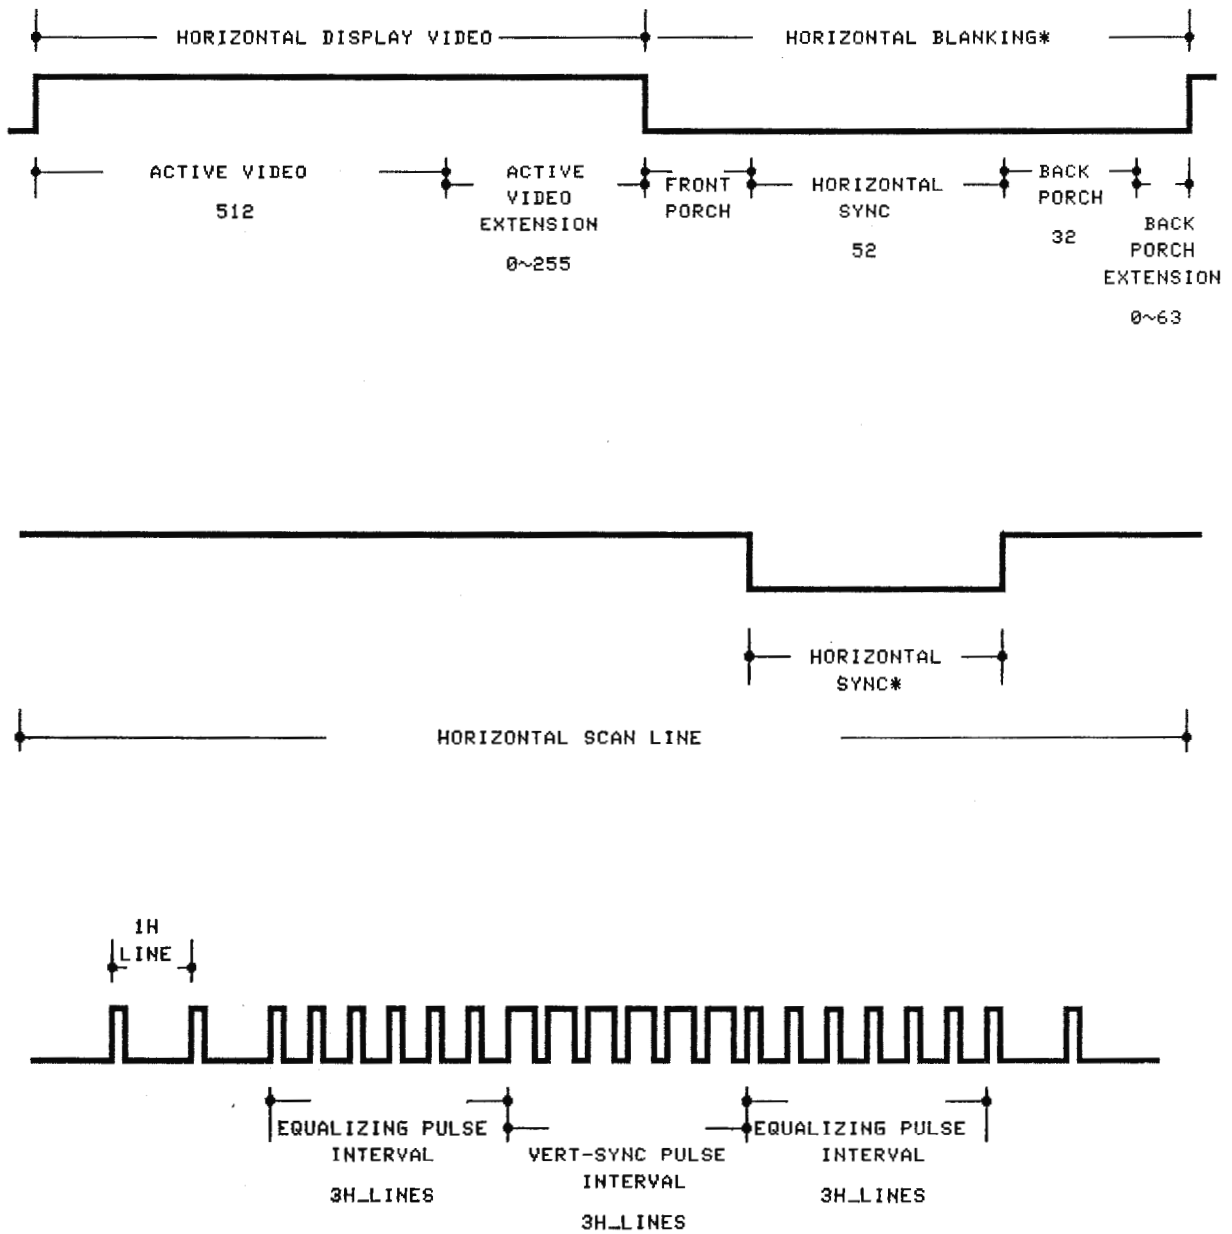 HORIZONTAL DISPLAY VIDEO
HORIZONTAL BLANKING*
ACTIVE VIDEO
512
ACTIVE
VIDEO
EXTENSION
0~255
FRONT
PORCH
HORIZONTAL
SYNC
52
BACK
PORCH
32
BACK
PORCH
EXTENSION
0~63
HORIZONTAL
SYNC*
HORIZONTAL SCAN LINE
1H
LINE
EQUALIZING PULSE
INTERVAL
3H_LINES
VERT-SYNC PULSE
INTERVAL
3H_LINES
EQUALIZING PULSE
INTERVAL
3H_LINES